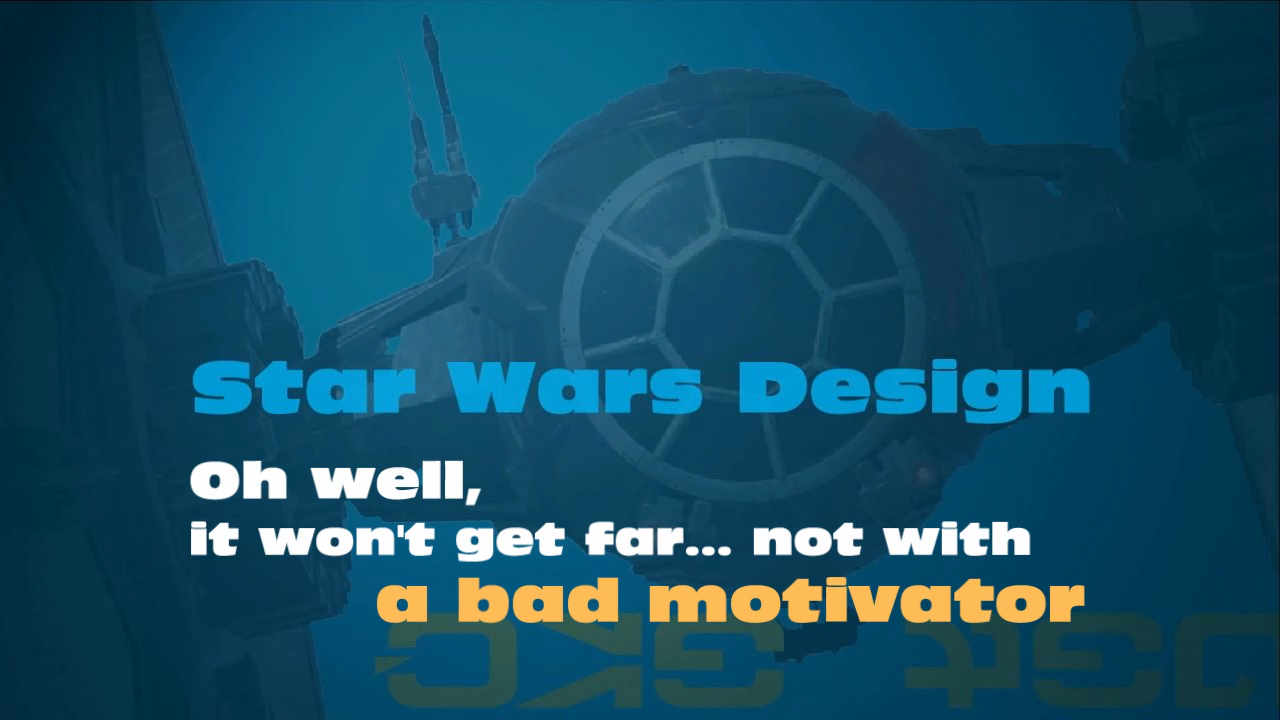 Star Wars Design
Oh well,
it won't get far... not with
a bad motivator